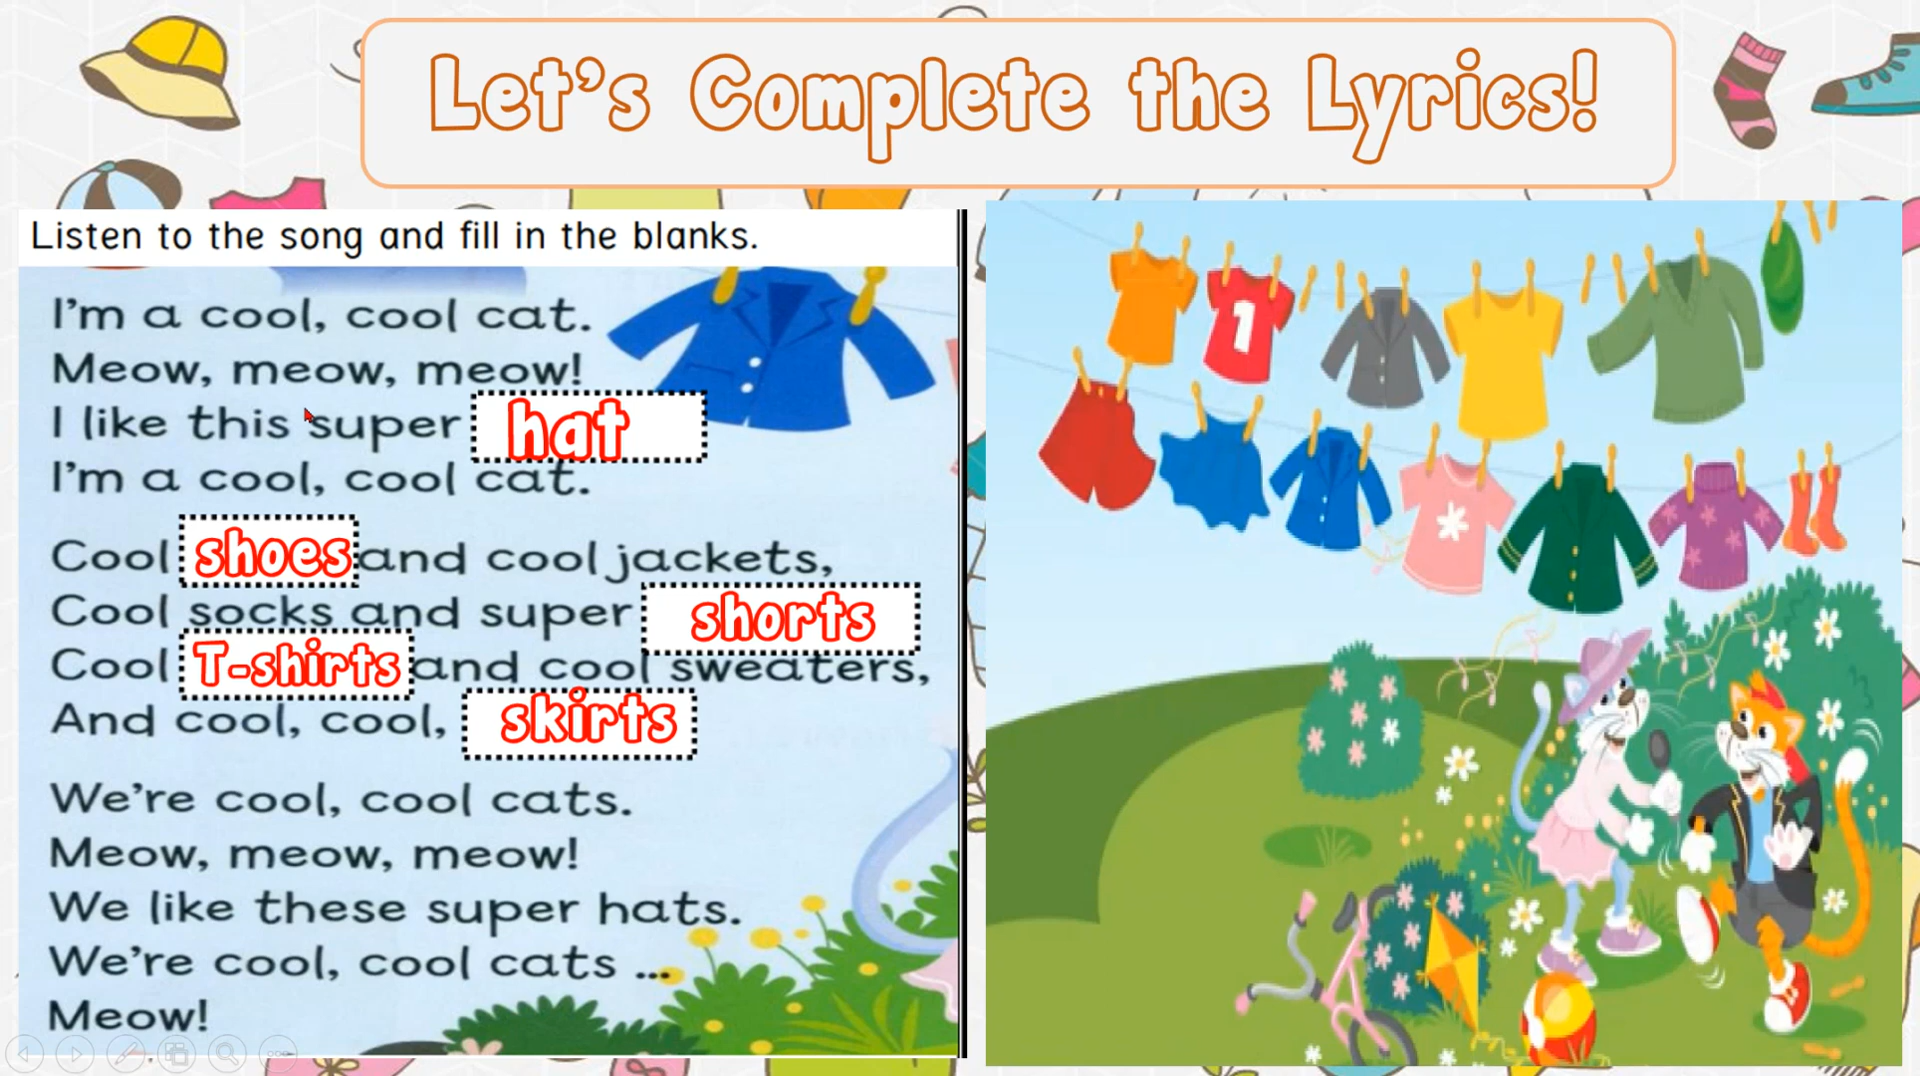 Let's Complete the Lyrics!
Listen to the song and fill in the blanks.
I'm a cool, cool cat.
Meow, meow, meow!
I like this super hat
I'm a cool, cool cat.
Cool shoes and cool jackets,
Cool socks and super shorts
Cool T-shirts and cool sweaters,
And cool, cool, skirts
We're cool, cool cats.
Meow, meow, meow!
We like these super hats.
We're cool, cool cats ...
Meow!
1